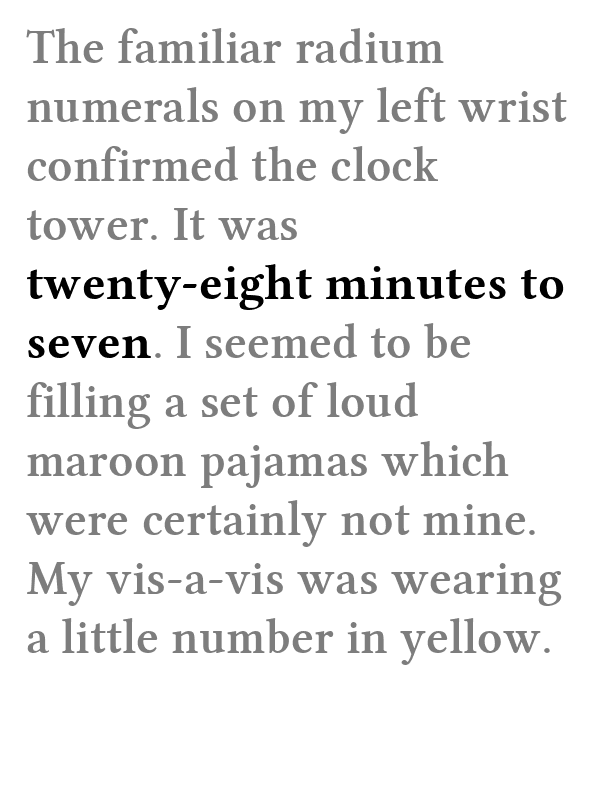 The familiar radium
numerals on my left wrist
confirmed the clock
tower. It was
twenty-eight minutes to
seven. I seemed to be
filling a set of loud
maroon pajamas which
were certainly not mine.
My vis-a-vis was wearing
a little number in yellow.